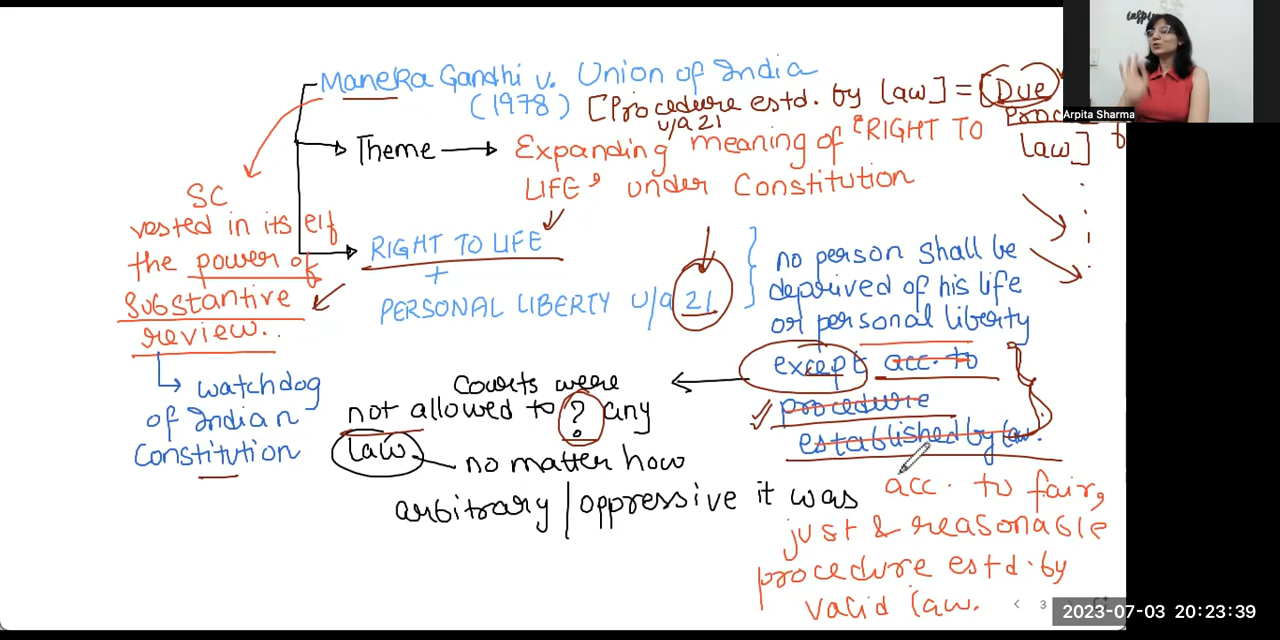 Maneka Gandhi v. Union of India
(1978) [Procedure estd. by law] = [Due
u/a 21
law]
Theme
Expanding meaning of "RIGHT TO
LIFE" under Constitution
SC
vested in itself
the power of
substantive
review..
watchdog
of Indian
Constitution
RIGHT TO LIFE
+
PERSONAL LIBERTY u/a 21
no person shall be
deprived of his life
or personal liberty
except acc. to
procedure
established by law.
courts were
not allowed to ? any
law
no matter how
arbitrary / oppressive it was
acc. to fair,
just & reasonable
procedure estd. by
valid law.
Arpita Sharma
3
2023-07-03 20:23:39